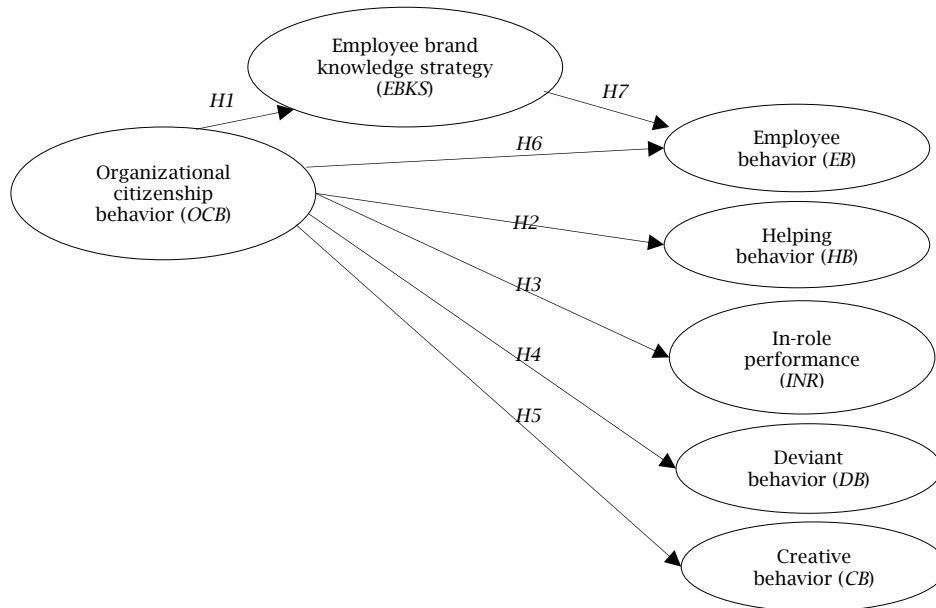 Employee brand
knowledge strategy
(EBKS)
H1
H7
Employee
behavior (EB)
H6
Organizational
citizenship
behavior (OCB)
H2
Helping
behavior (HB)
H3
In-role
performance
(INR)
H4
H5
Deviant
behavior (DB)
Creative
behavior (CB)